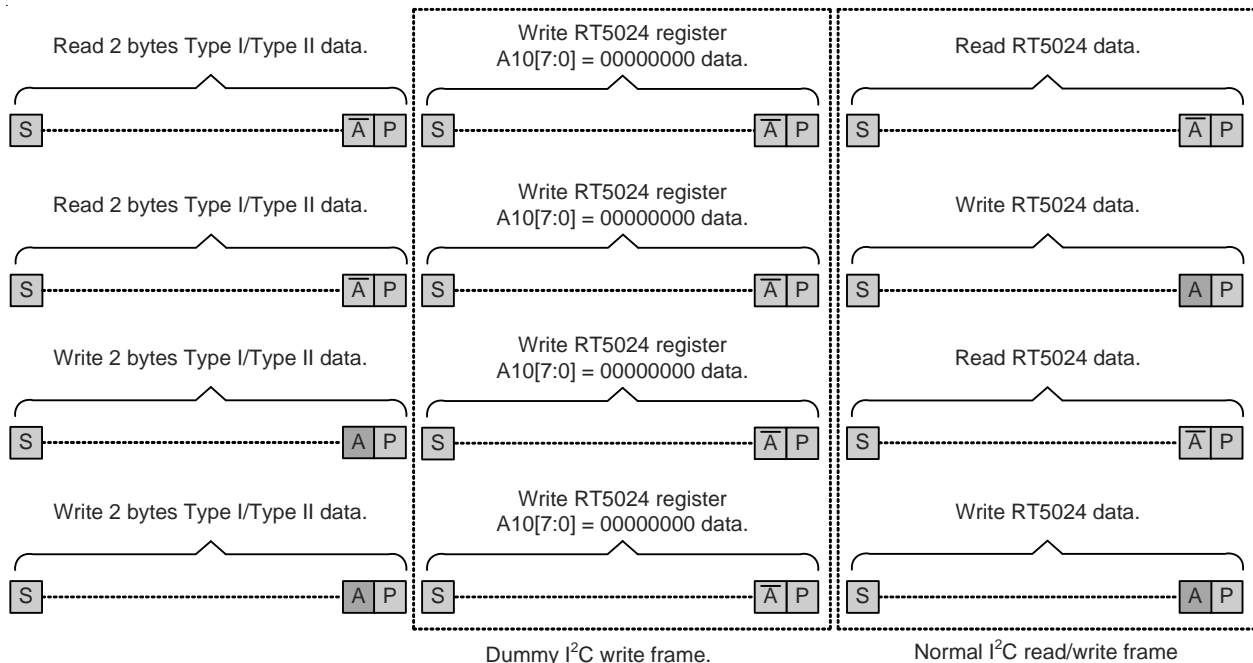 Read 2 bytes Type I/Type II data.
Write RT5024 register
A10[7:0] = 00000000 data.
Read RT5024 data.
S A̅ P S A̅ P S A̅ P
Read 2 bytes Type I/Type II data.
Write RT5024 register
A10[7:0] = 00000000 data.
Write RT5024 data.
S A̅ P S A̅ P S A P
Write 2 bytes Type I/Type II data.
Write RT5024 register
A10[7:0] = 00000000 data.
Read RT5024 data.
S A P S A̅ P S A̅ P
Write 2 bytes Type I/Type II data.
Write RT5024 register
A10[7:0] = 00000000 data.
Write RT5024 data.
S A P S A̅ P S A P
Dummy I²C write frame.
Normal I²C read/write frame